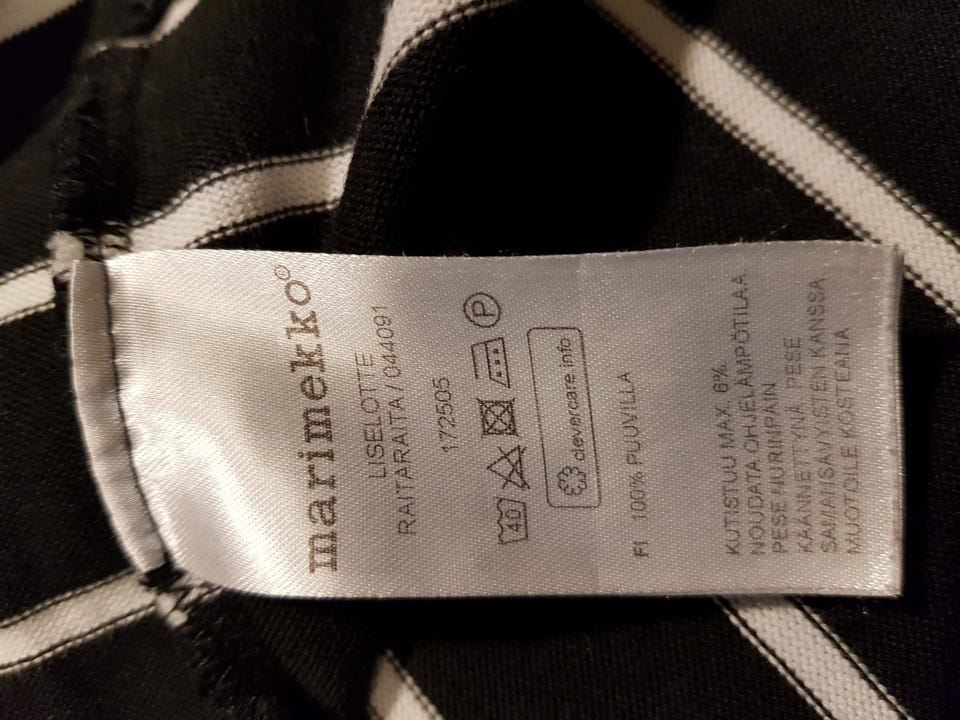 marimekko®
LISELOTTE
RAITARAITA / 044091
172505
40 P
clevercare.info
FI 100% PUUVILLA
KUTISTUU MAX. 6%
NOUDATA OHJELÄMPÖTILAA
PESE NURINPÄIN
KÄÄNNETTYNÄ, PESE
SAMANSÄVYISTEN KANSSA,
MUOTOILE KOSTEANA